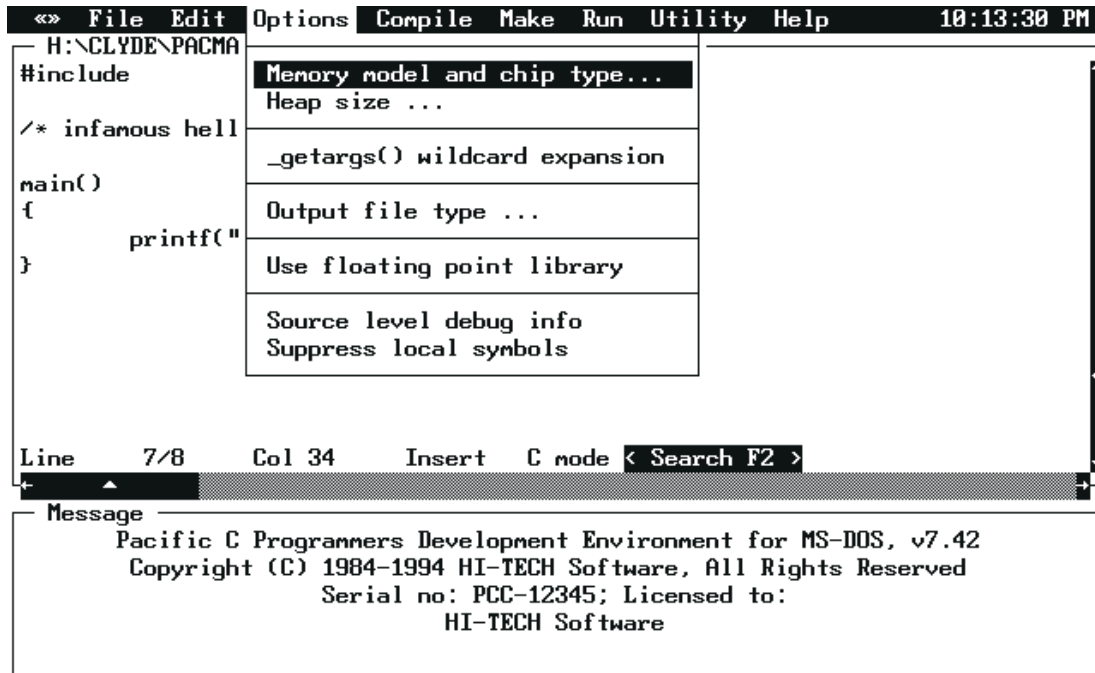 «» File Edit Options Compile Make Run Utility Help 10:13:30 PM
H:\CLYDE\PACMA
#include
Memory model and chip type...
Heap size ...
/* infamous hell
_getargs() wildcard expansion
main()
{
Output file type ...
printf("
}
Use floating point library
Source level debug info
Suppress local symbols
Line 7/8 Col 34 Insert C mode < Search F2 >
Message
Pacific C Programmers Development Environment for MS-DOS, v7.42
Copyright (C) 1984-1994 HI-TECH Software, All Rights Reserved
Serial no: PCC-12345; Licensed to:
HI-TECH Software